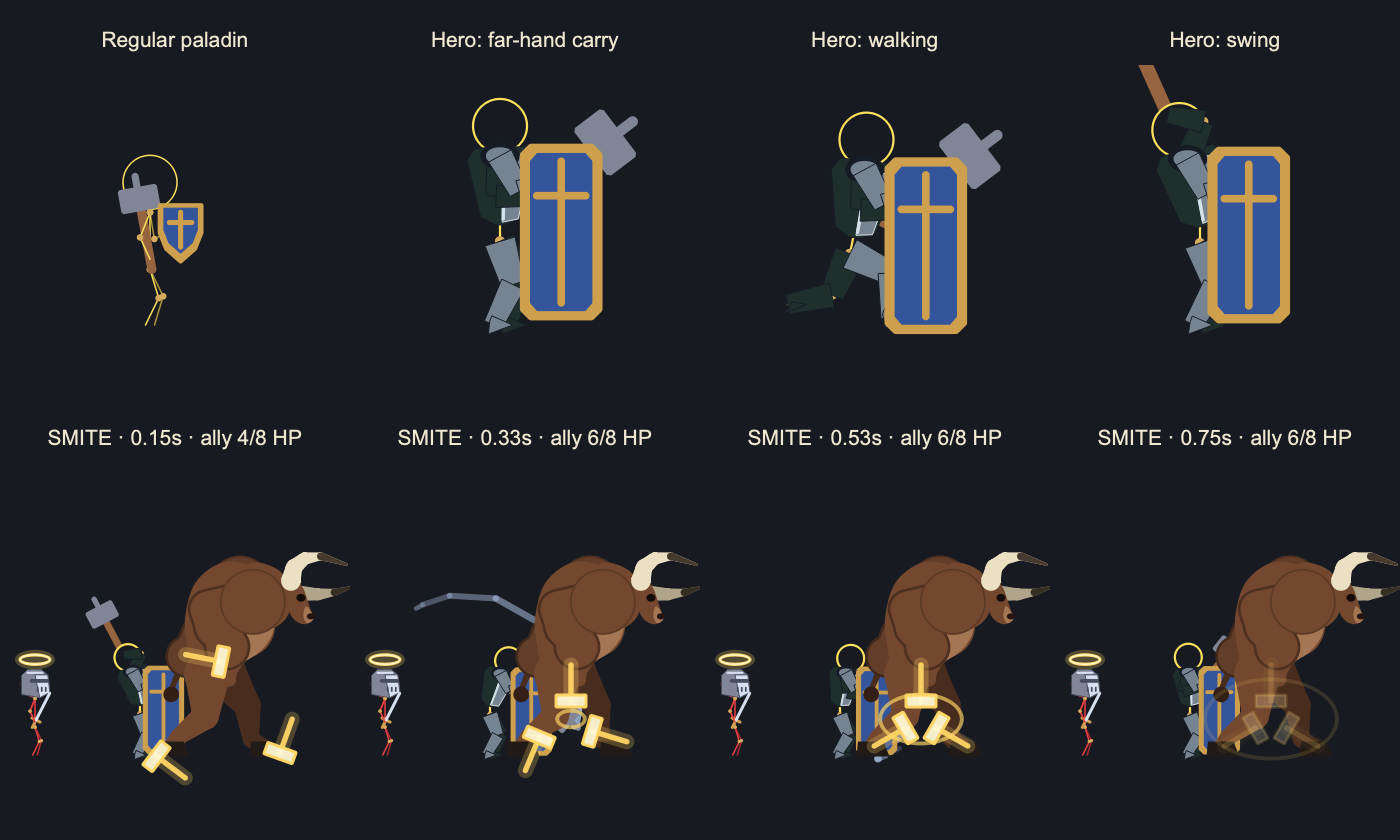 Regular paladin
Hero: far-hand carry
Hero: walking
Hero: swing
SMITE · 0.15s · ally 4/8 HP
SMITE · 0.33s · ally 6/8 HP
SMITE · 0.53s · ally 6/8 HP
SMITE · 0.75s · ally 6/8 HP